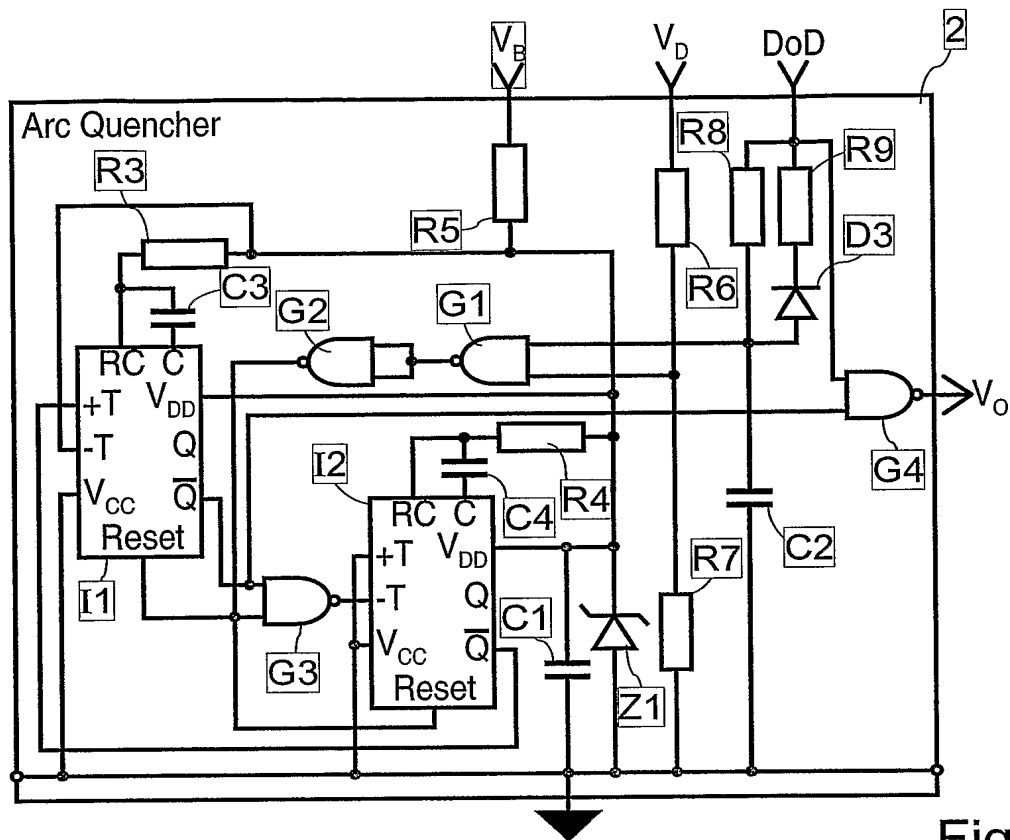 V_B V_D DoD 2
Arc Quencher
R3 R8 R9
R5 D3
R6
C3 G2 G1
RC C
+T V_DD
V_O
-T Q
I2 G4
V_CC Q̅ R4
C4
RC C
Reset C2
+T V_DD R7
I1
-T Q C1
V_CC Q̅
G3
Reset Z1
Fig